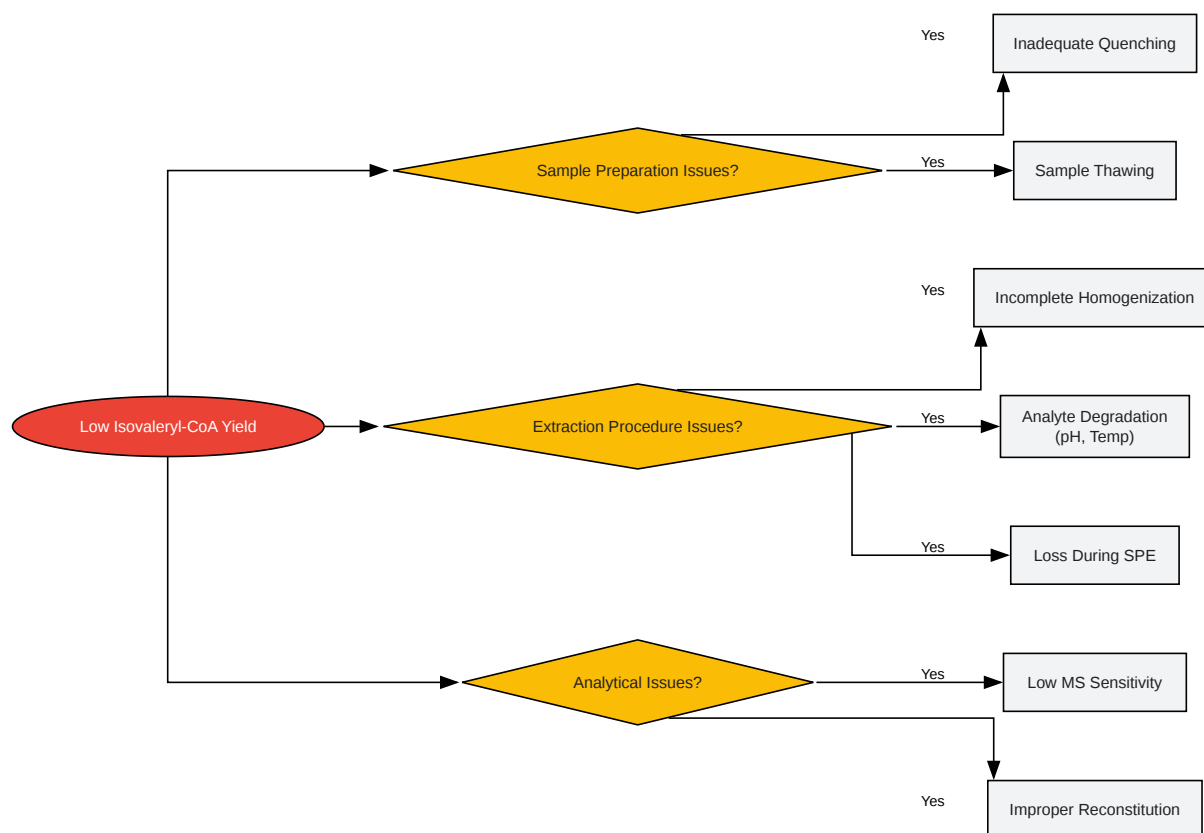 Yes
Inadequate Quenching
Sample Preparation Issues?
Yes
Sample Thawing
Yes
Incomplete Homogenization
Low Isovaleryl-CoA Yield
Extraction Procedure Issues?
Yes
Analyte Degradation
(pH, Temp)
Yes
Loss During SPE
Analytical Issues?
Yes
Low MS Sensitivity
Yes
Improper Reconstitution